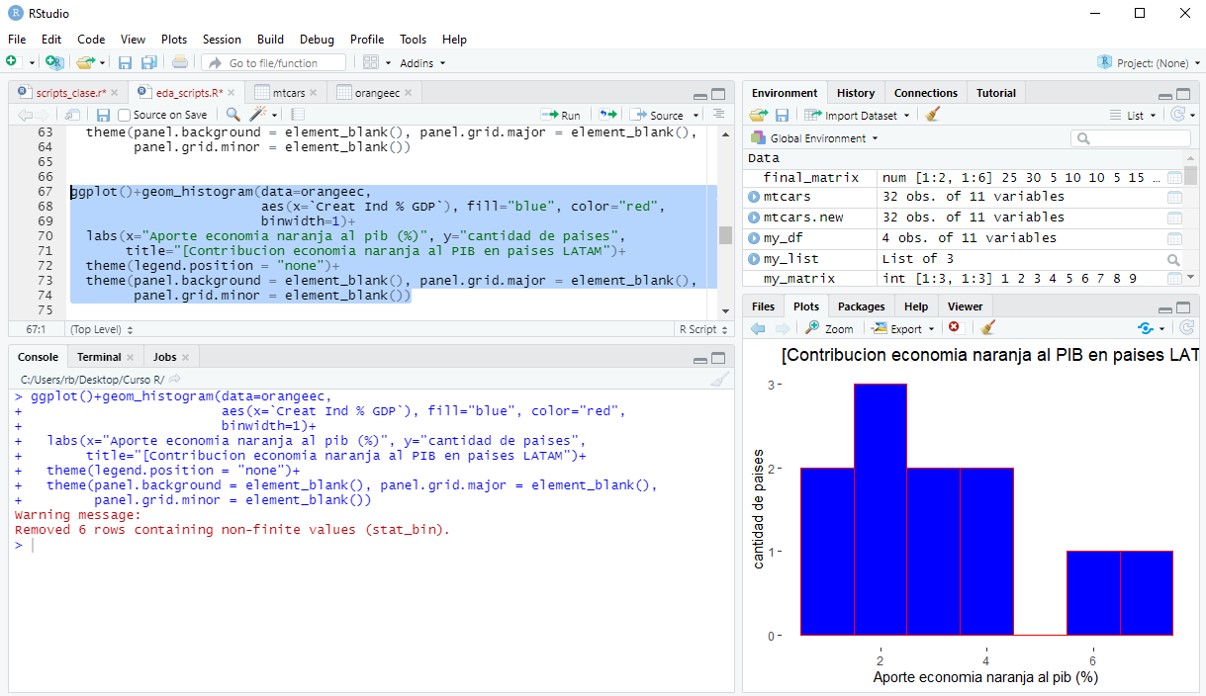 RStudio
File Edit Code View Plots Session Build Debug Profile Tools Help
Go to file/function Addins Project: (None)
scripts_clase.r* eda_scripts.R* mtcars orangeec
Source on Save Run Source
63 theme(panel.background = element_blank(), panel.grid.major = element_blank(),
64 panel.grid.minor = element_blank())
65
66
67 ggplot()+geom_histogram(data=orangeec,
68 aes(x=`Creat Ind % GDP`), fill="blue", color="red",
69 binwidth=1)+
70 labs(x="Aporte economia naranja al pib (%)", y="cantidad de paises",
71 title="[Contribucion economia naranja al PIB en paises LATAM")+
72 theme(legend.position = "none")+
73 theme(panel.background = element_blank(), panel.grid.major = element_blank(),
74 panel.grid.minor = element_blank())
75
67:1 (Top Level) R Script
Console Terminal Jobs
C:/Users/rb/Desktop/Curso R/
> ggplot()+geom_histogram(data=orangeec,
+ aes(x=`Creat Ind % GDP`), fill="blue", color="red",
+ binwidth=1)+
+ labs(x="Aporte economia naranja al pib (%)", y="cantidad de paises",
+ title="[Contribucion economia naranja al PIB en paises LATAM")+
+ theme(legend.position = "none")+
+ theme(panel.background = element_blank(), panel.grid.major = element_blank(),
+ panel.grid.minor = element_blank())
Warning message:
Removed 6 rows containing non-finite values (stat_bin).
>
Environment History Connections Tutorial
Import Dataset List
Global Environment
Data
final_matrix num [1:2, 1:6] 25 30 5 10 10 5 15 …
mtcars 32 obs. of 11 variables
mtcars.new 32 obs. of 11 variables
my_df 4 obs. of 11 variables
my_list List of 3
my_matrix int [1:3, 1:3] 1 2 3 4 5 6 7 8 9
Files Plots Packages Help Viewer
Zoom Export
[Contribucion economia naranja al PIB en paises LAT
3
2
1
0
cantidad de paises
2 4 6
Aporte economia naranja al pib (%)